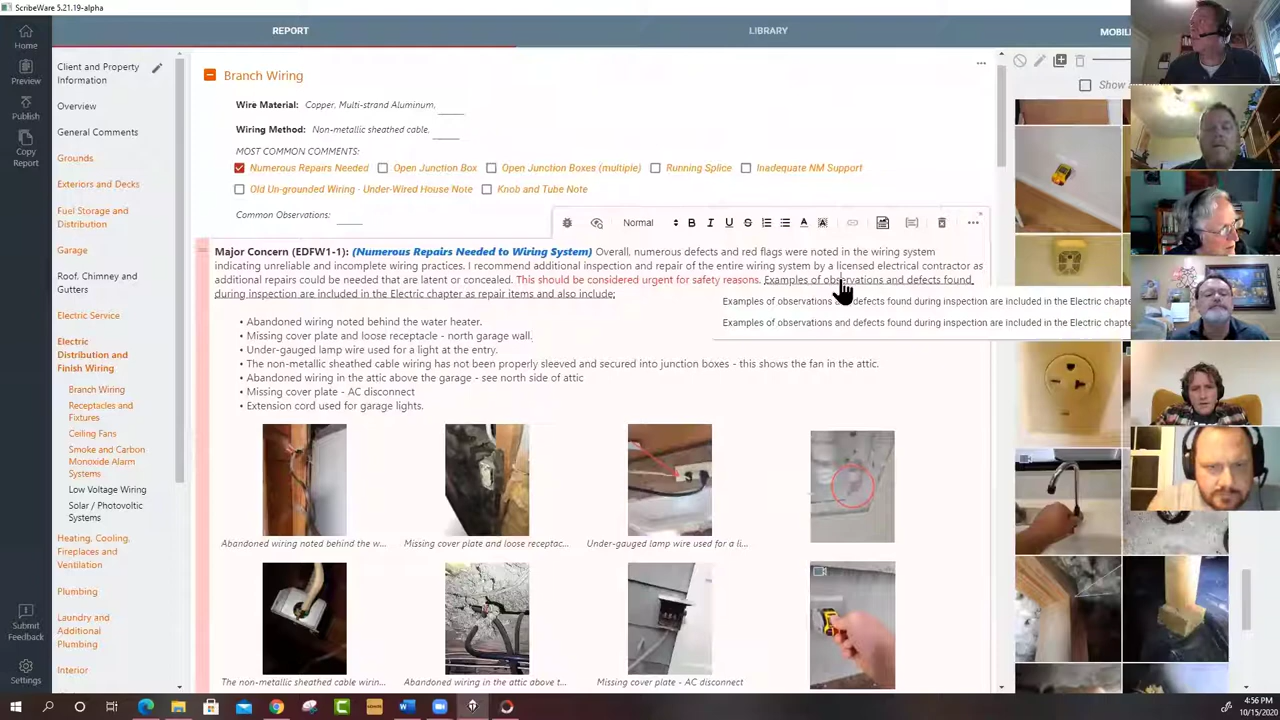 ScribeWare 5.21.19-alpha
REPORT
LIBRARY
Home
Preview
Publish
Copy
Report
Submit
Feedback
Settings
Client and Property
Information
Overview
General Comments
Grounds
Exteriors and Decks
Fuel Storage and
Distribution
Garage
Roof, Chimney and
Gutters
Electric Service
Electric
Distribution and
Finish Wiring
Branch Wiring
Receptacles and
Fixtures
Ceiling Fans
Smoke and Carbon
Monoxide Alarm
Systems
Low Voltage Wiring
Solar / Photovoltic
Systems
Heating, Cooling,
Fireplaces and
Ventilation
Plumbing
Laundry and
Additional
Plumbing
Interior
Branch Wiring
Wire Material: Copper, Multi-strand Aluminum,
Wiring Method: Non-metallic sheathed cable,
MOST COMMON COMMENTS:
Numerous Repairs Needed Open Junction Box Open Junction Boxes (multiple) Running Splice Inadequate NM Support
Old Un-grounded Wiring - Under-Wired House Note Knob and Tube Note
Common Observations:
Normal B I U S A A
Major Concern (EDFW1-1): (Numerous Repairs Needed to Wiring System) Overall, numerous defects and red flags were noted in the wiring system
indicating unreliable and incomplete wiring practices. I recommend additional inspection and repair of the entire wiring system by a licensed electrical contractor as
additional repairs could be needed that are latent or concealed. This should be considered urgent for safety reasons. Examples of observations and defects found
during inspection are included in the Electric chapter as repair items and also include;
Examples of observations and defects found during inspection are included in the Electric chapte
Examples of observations and defects found during inspection are included in the Electric chapte
• Abandoned wiring noted behind the water heater.
• Missing cover plate and loose receptacle - north garage wall.
• Under-gauged lamp wire used for a light at the entry.
• The non-metallic sheathed cable wiring has not been properly sleeved and secured into junction boxes - this shows the fan in the attic.
• Abandoned wiring in the attic above the garage - see north side of attic
• Missing cover plate - AC disconnect
• Extension cord used for garage lights.
Abandoned wiring noted behind the w... Missing cover plate and loose receptac... Under-gauged lamp wire used for a li...
The non-metallic sheathed cable wirin... Abandoned wiring in the attic above t... Missing cover plate - AC disconnect
MOBIL
Show
4:56 PM
10/15/2020